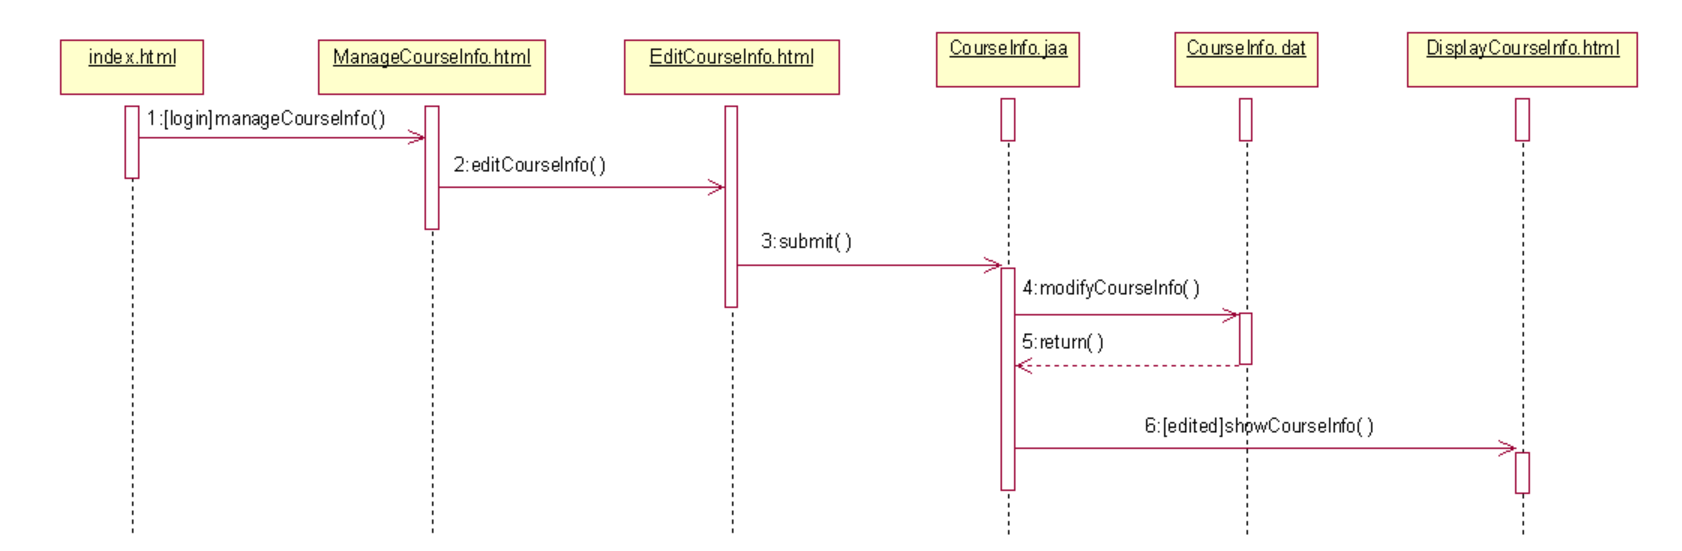 index.html
ManageCourseInfo.html
EditCourseInfo.html
CourseInfo.jaa
CourseInfo.dat
DisplayCourseInfo.html
1:[login]manageCourseInfo()
2:editCourseInfo()
3:submit( )
4:modifyCourseInfo( )
5:return( )
6:[edited]showCourseInfo( )